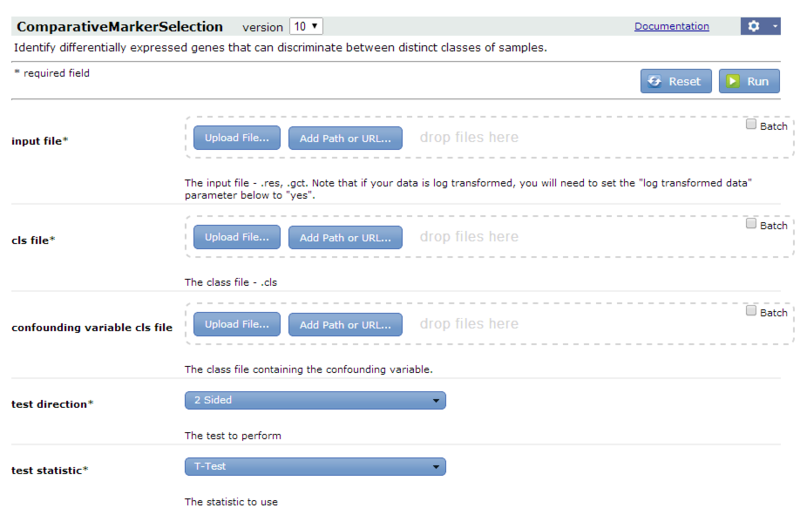 ComparativeMarkerSelection version 10 Documentation
Identify differentially expressed genes that can discriminate between distinct classes of samples.
* required field
Reset Run
input file* Upload File... Add Path or URL... drop files here Batch
The input file - .res, .gct. Note that if your data is log transformed, you will need to set the "log transformed data"
parameter below to "yes".
cls file* Upload File... Add Path or URL... drop files here Batch
The class file - .cls
confounding variable cls file Upload File... Add Path or URL... drop files here Batch
The class file containing the confounding variable.
test direction* 2 Sided
The test to perform
test statistic* T-Test
The statistic to use